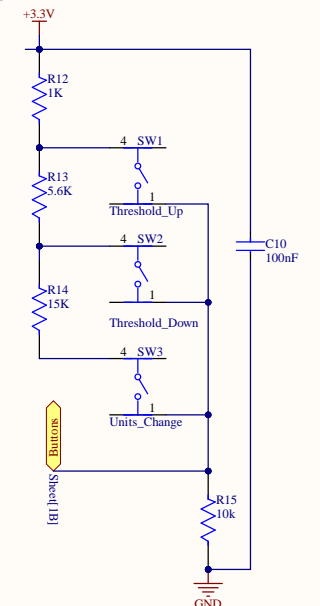 +3.3V
R12
1K
4 SW1
R13
5.6K
1
Threshold_Up
4 SW2
C10
100nF
R14
15K
1
Threshold_Down
4 SW3
1
Units_Change
Buttons
Sheet[1B]
R15
10k
GND